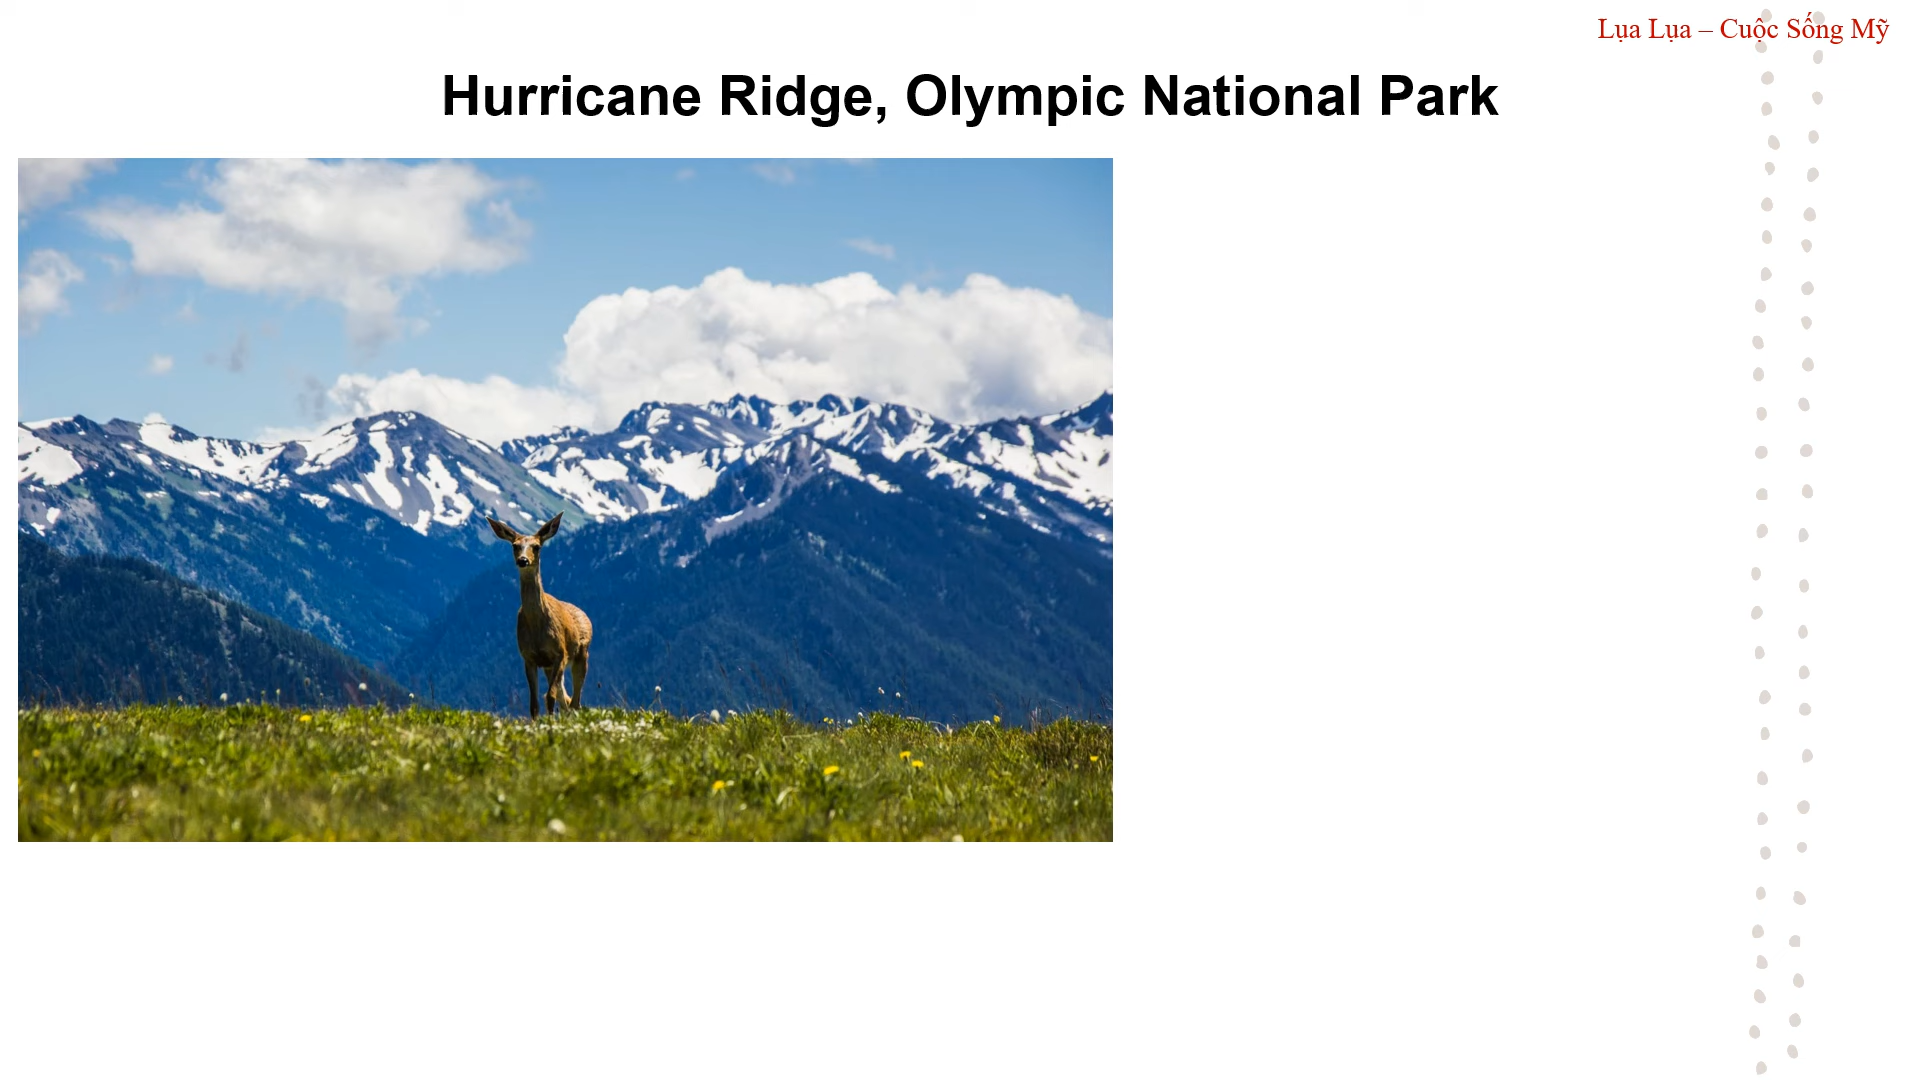 Lụa Lụa – Cuộc Sống Mỹ
Hurricane Ridge, Olympic National Park